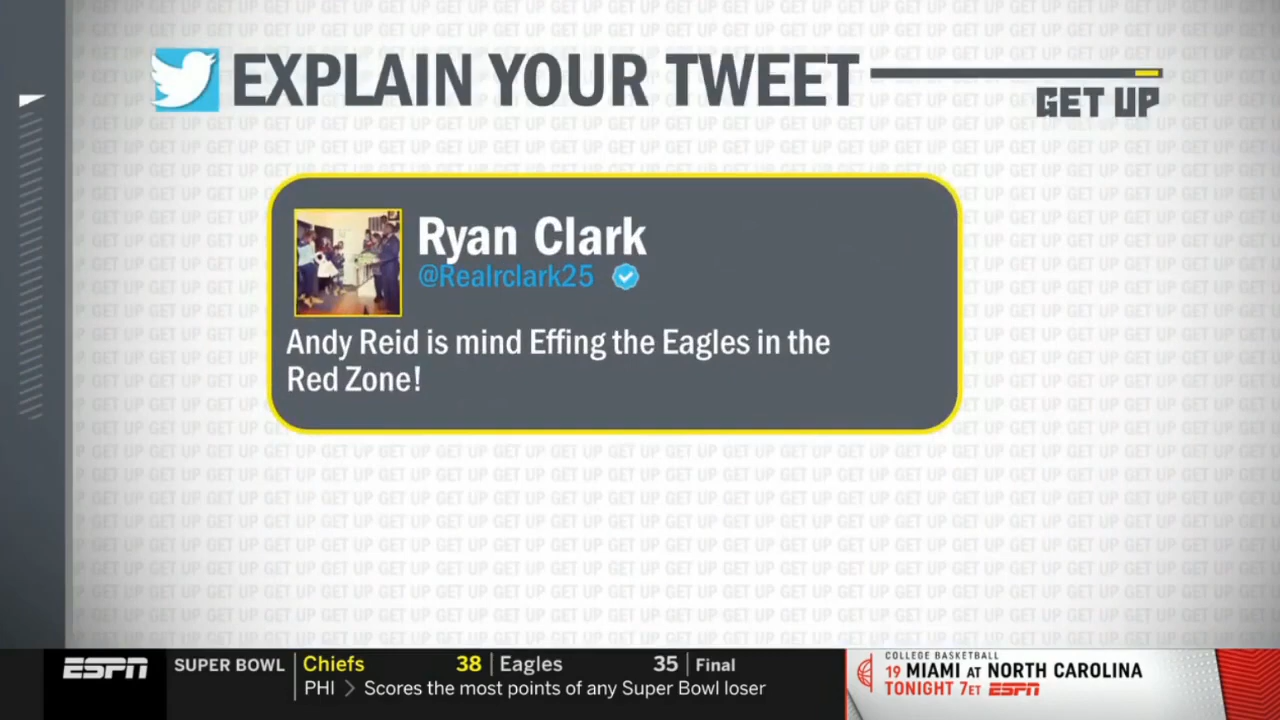 EXPLAIN YOUR TWEET
GET UP
Ryan Clark
@Realrclark25
Andy Reid is mind Effing the Eagles in the
Red Zone!
ESPN
SUPER BOWL
Chiefs 38 Eagles 35 Final
PHI > Scores the most points of any Super Bowl loser
COLLEGE BASKETBALL
19 MIAMI AT NORTH CAROLINA
TONIGHT 7ET ESPN